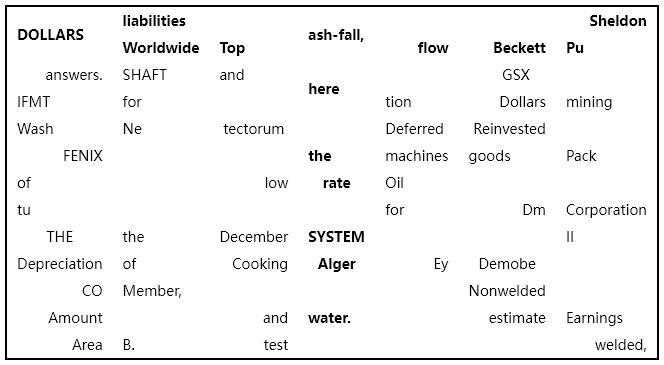 liabilities Sheldon
DOLLARS ash-fall,
Worldwide Top flow Beckett Pu
answers. SHAFT and GSX
here
IFMT for tion Dollars mining
Wash Ne tectorum Deferred Reinvested
FENIX the machines goods Pack
of low rate Oil
tu for Dm Corporation
THE the December SYSTEM II
Depreciation of Cooking Alger Ey Demobe
CO Member, Nonwelded
Amount and water. estimate Earnings
Area B. test welded,